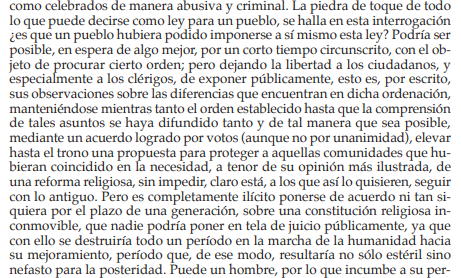 como celebrados de manera abusiva y criminal. La piedra de toque de todo
lo que puede decirse como ley para un pueblo, se halla en esta interrogación
¿es que un pueblo hubiera podido imponerse a sí mismo esta ley? Podría ser
posible, en espera de algo mejor, por un corto tiempo circunscrito, con el ob-
jeto de procurar cierto orden; pero dejando la libertad a los ciudadanos, y
especialmente a los clérigos, de exponer públicamente, esto es, por escrito,
sus observaciones sobre las diferencias que encuentran en dicha ordenación,
manteniéndose mientras tanto el orden establecido hasta que la comprensión
de tales asuntos se haya difundido tanto y de tal manera que sea posible,
mediante un acuerdo logrado por votos (aunque no por unanimidad), elevar
hasta el trono una propuesta para proteger a aquellas comunidades que hu-
bieran coincidido en la necesidad, a tenor de su opinión más ilustrada, de
una reforma religiosa, sin impedir, claro está, a los que así lo quisieren, seguir
con lo antiguo. Pero es completamente ilícito ponerse de acuerdo ni tan si-
quiera por el plazo de una generación, sobre una constitución religiosa in-
conmovible, que nadie podría poner en tela de juicio públicamente, ya que
con ello se destruiría todo un período en la marcha de la humanidad hacia
su mejoramiento, período que, de ese modo, resultaría no sólo estéril sino
nefasto para la posteridad. Puede un hombre, por lo que incumbe a su per-